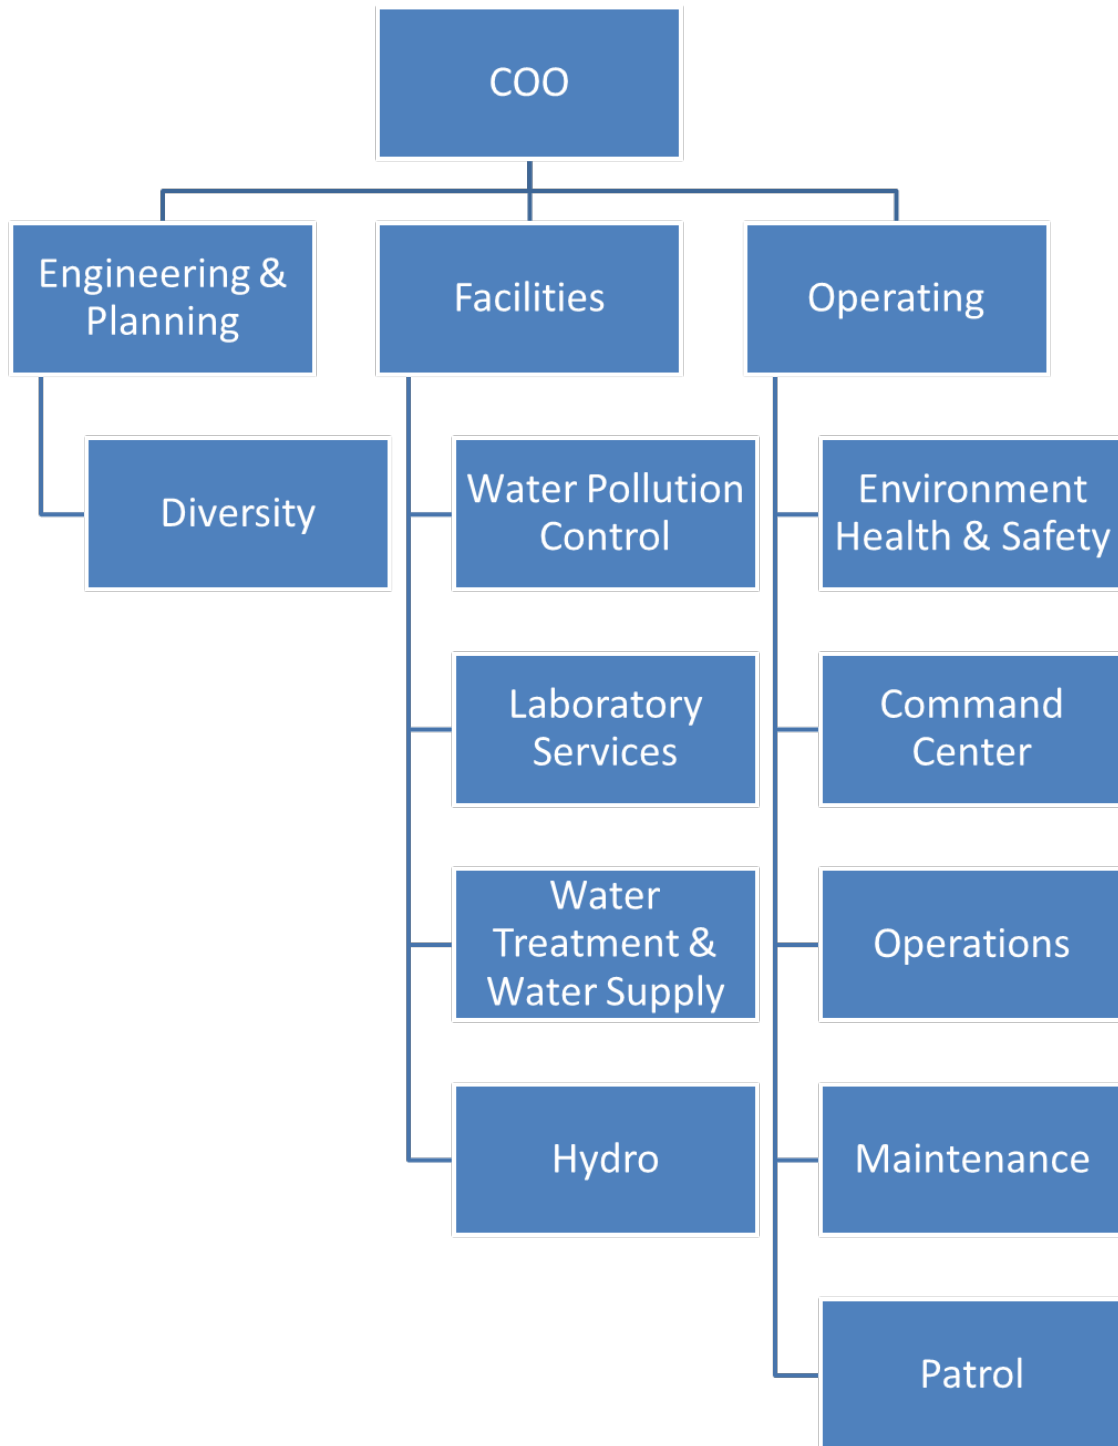 COO
Engineering &
Planning
Facilities
Operating
Diversity
Water Pollution
Control
Environment
Health & Safety
Laboratory
Services
Command
Center
Water
Treatment &
Water Supply
Operations
Hydro
Maintenance
Patrol